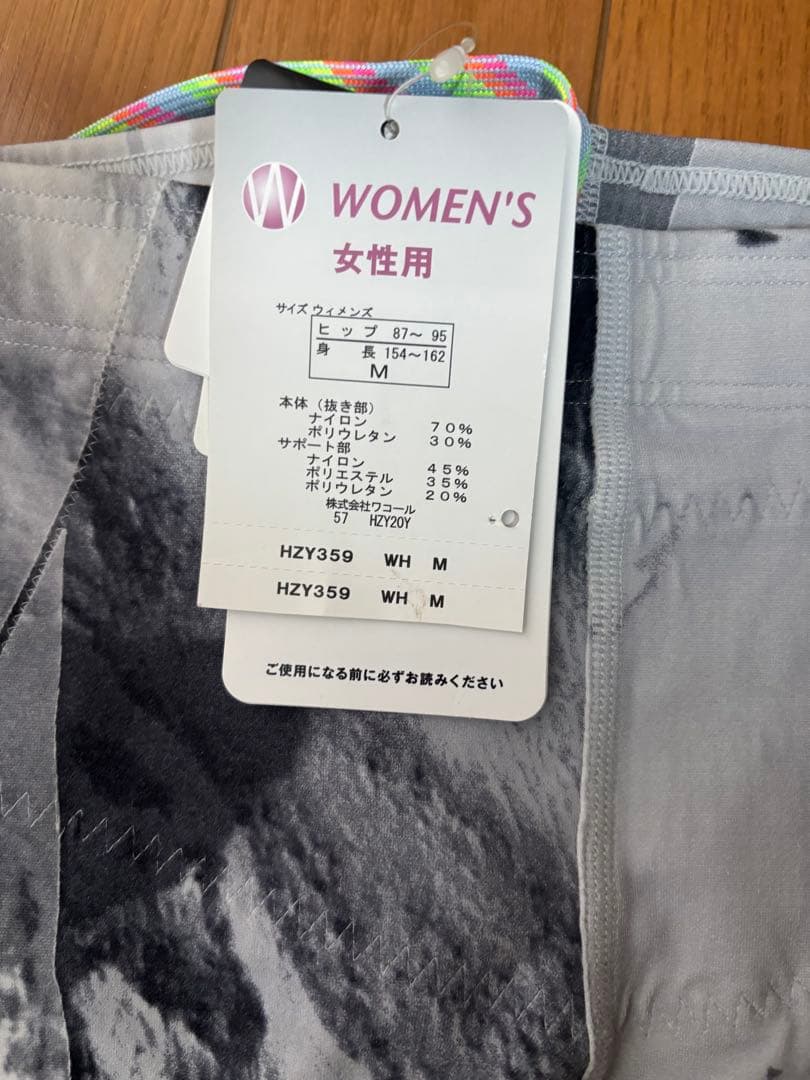 W WOMEN'S
女性用
サイズ ウィメンズ
ヒップ 87～ 95
身 長 154～162
M
本体（抜き部）
ナイロン 70%
ポリウレタン 30%
サポート部
ナイロン 45%
ポリエステル 35%
ポリウレタン 20%
株式会社ワコール
57 HZY20Y
HZY359 WH M
HZY359 WH M
ご使用になる前に必ずお読みください